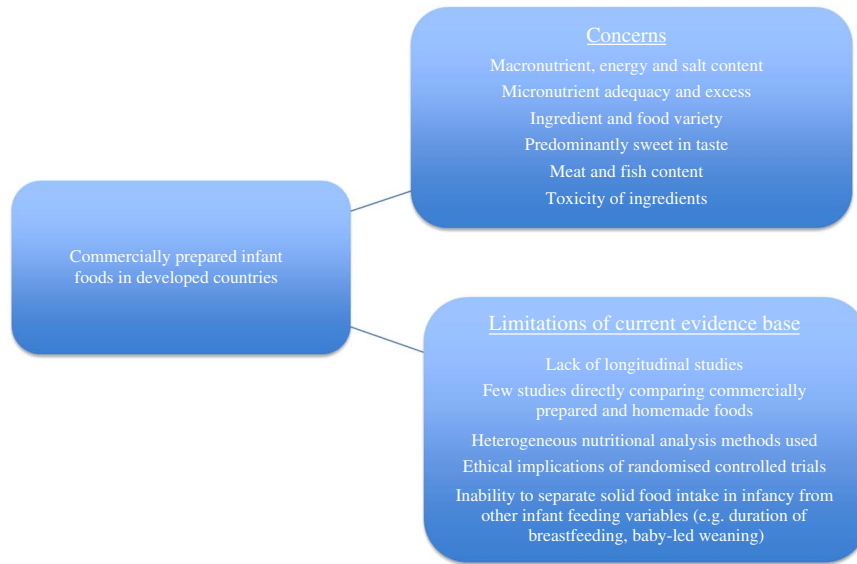 Concerns
Macronutrient, energy and salt content
Micronutrient adequacy and excess
Ingredient and food variety
Predominantly sweet in taste
Meat and fish content
Toxicity of ingredients
Commercially prepared infant
foods in developed countries
Limitations of current evidence base
Lack of longitudinal studies
Few studies directly comparing commercially
prepared and homemade foods
Heterogeneous nutritional analysis methods used
Ethical implications of randomised controlled trials
Inability to separate solid food intake in infancy from
other infant feeding variables (e.g. duration of
breastfeeding, baby-led weaning)